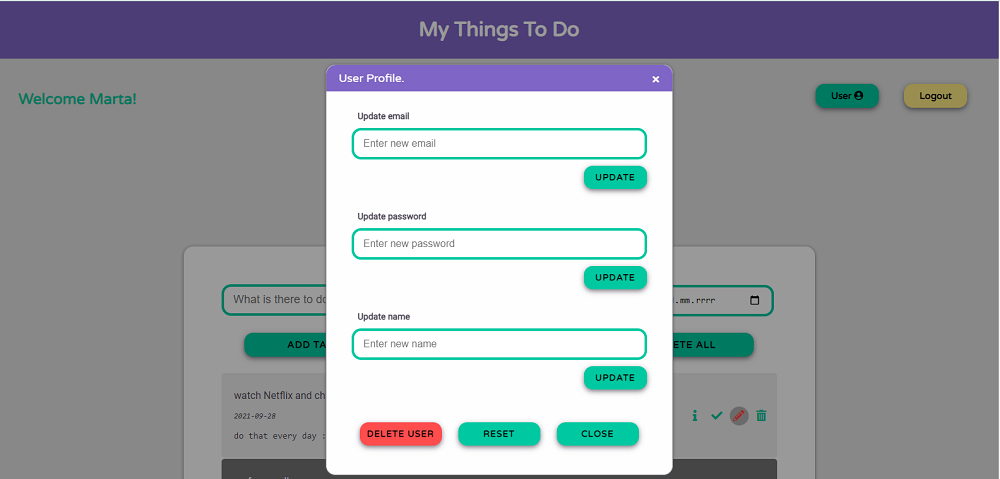 My Things To Do
Welcome Marta!
User
Logout
User Profile.
×
Update email
Enter new email
UPDATE
Update password
Enter new password
UPDATE
Update name
Enter new name
UPDATE
DELETE USER
RESET
CLOSE
What is there to do
.mm.rrrr
ADD TA
ETE ALL
watch Netflix and ch
2021-09-28
do that every day :